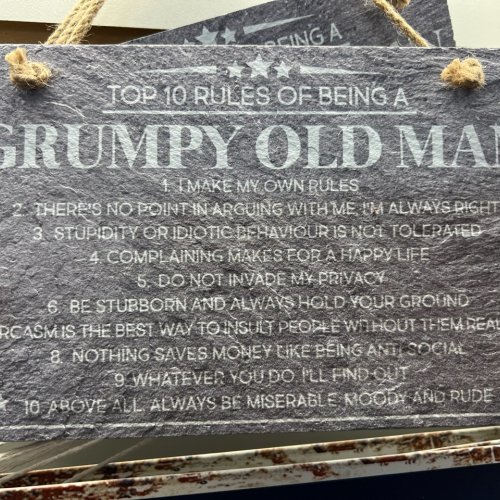 BEING A
TOP 10 RULES OF BEING A
GRUMPY OLD MAN
1. I MAKE MY OWN RULES
2. THERE'S NO POINT IN ARGUING WITH ME, I'M ALWAYS RIGHT
3. STUPIDITY OR IDIOTIC BEHAVIOUR IS NOT TOLERATED
4. COMPLAINING MAKES FOR A HAPPY LIFE
5. DO NOT INVADE MY PRIVACY
6. BE STUBBORN AND ALWAYS HOLD YOUR GROUND
RCASM IS THE BEST WAY TO INSULT PEOPLE WITHOUT THEM REA
8. NOTHING SAVES MONEY LIKE BEING ANTI SOCIAL
9. WHATEVER YOU DO, I'LL FIND OUT
10. ABOVE ALL, ALWAYS BE MISERABLE, MOODY AND RUDE